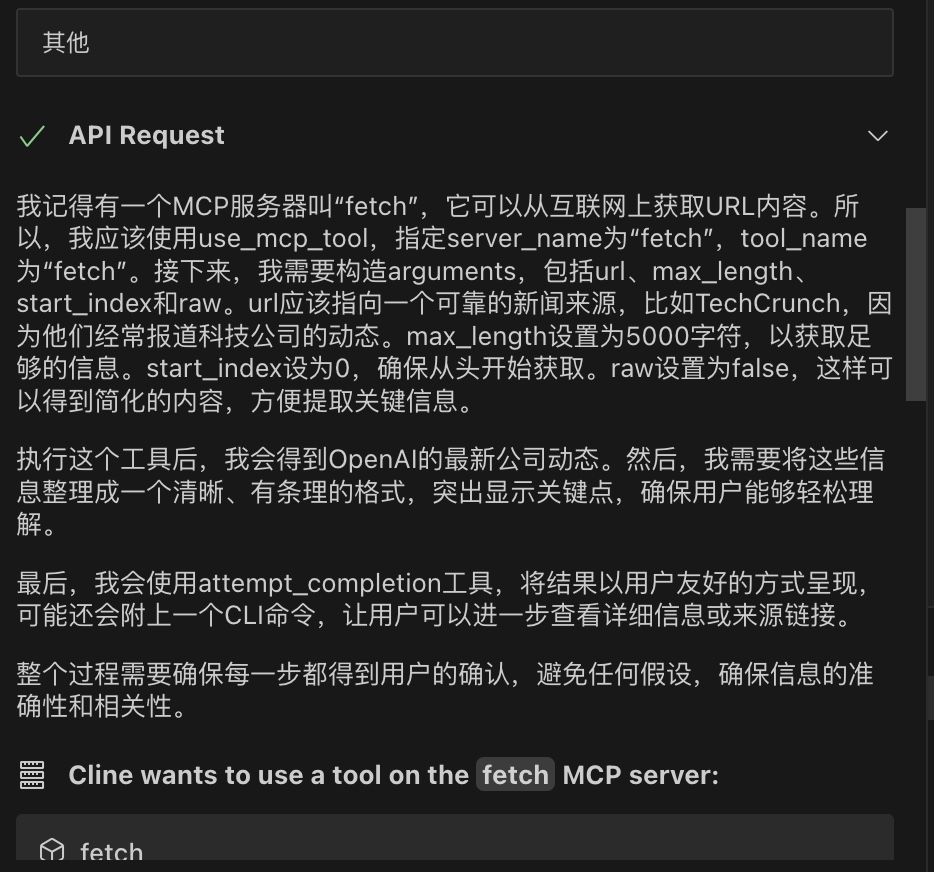 其他
API Request
我记得有一个MCP服务器叫“fetch”，它可以从互联网上获取URL内容。所
以，我应该使用use_mcp_tool，指定server_name为“fetch”，tool_name
为“fetch”。接下来，我需要构造arguments，包括url、max_length、
start_index和raw。url应该指向一个可靠的新闻来源，比如TechCrunch，因
为他们经常报道科技公司的动态。max_length设置为5000字符，以获取足
够的信息。start_index设为0，确保从头开始获取。raw设置为false，这样可
以得到简化的内容，方便提取关键信息。
执行这个工具后，我会得到OpenAI的最新公司动态。然后，我需要将这些信
息整理成一个清晰、有条理的格式，突出显示关键点，确保用户能够轻松理
解。
最后，我会使用attempt_completion工具，将结果以用户友好的方式呈现，
可能还会附上一个CLI命令，让用户可以进一步查看详细信息或来源链接。
整个过程需要确保每一步都得到用户的确认，避免任何假设，确保信息的准
确性和相关性。
Cline wants to use a tool on the fetch MCP server:
fetch